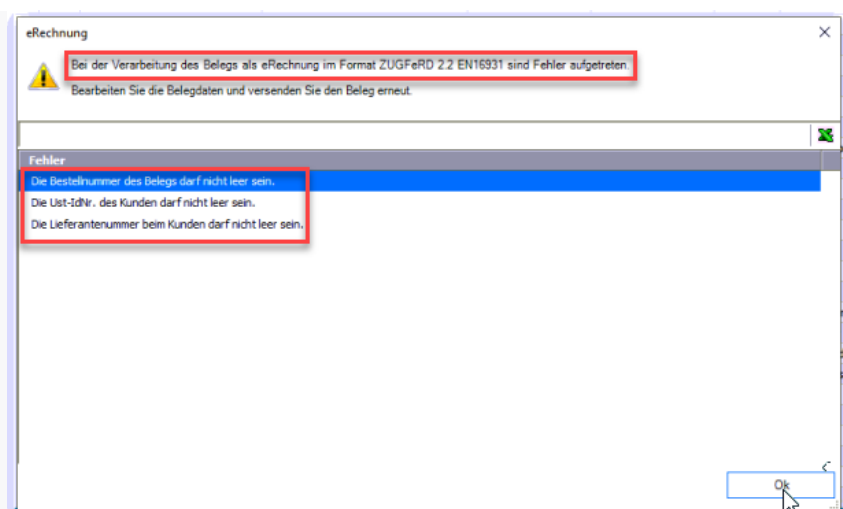 eRechnung
Bei der Verarbeitung des Belegs als eRechnung im Format ZUGFeRD 2.2 EN16931 sind Fehler aufgetreten.
Bearbeiten Sie die Belegdaten und versenden Sie den Beleg erneut.
Fehler
Die Bestellnummer des Belegs darf nicht leer sein.
Die Ust-IdNr. des Kunden darf nicht leer sein.
Die Lieferantenummer beim Kunden darf nicht leer sein.
Ok